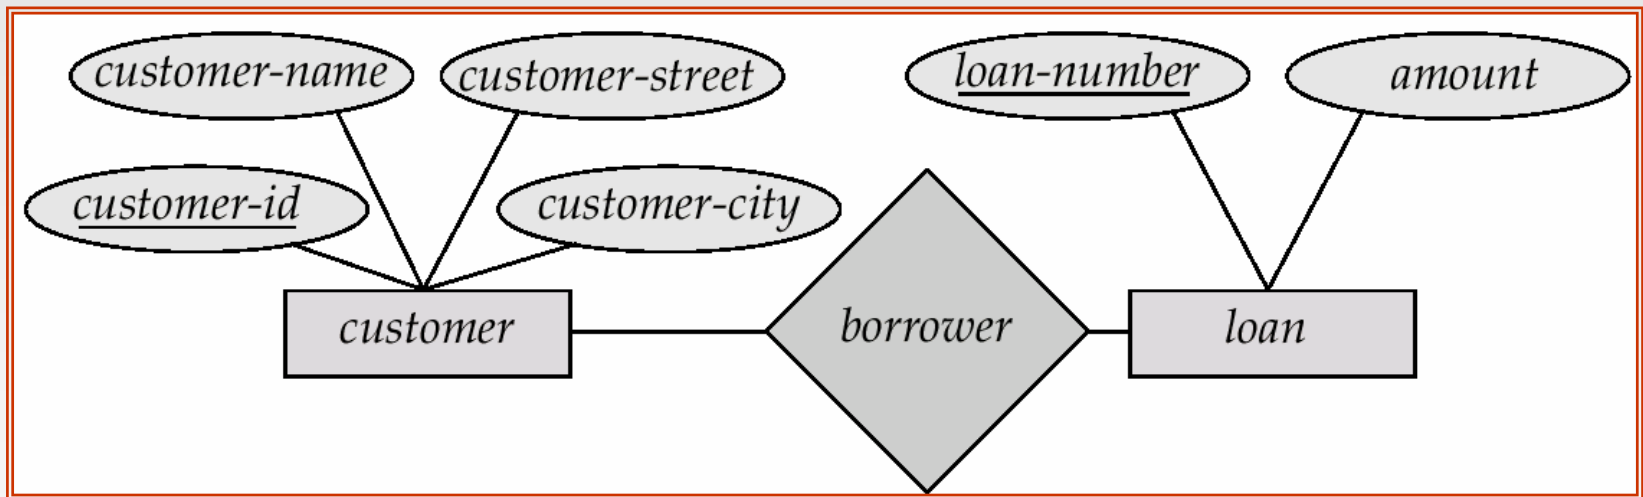 customer-name
customer-street
loan-number
amount
customer-id
customer-city
customer
borrower
loan